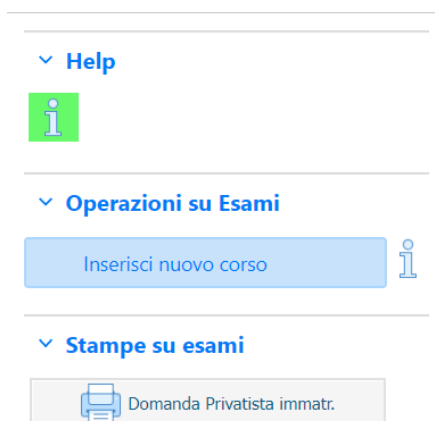 Help
Operazioni su Esami
Inserisci nuovo corso
Stampe su esami
Domanda Privatista immatr.